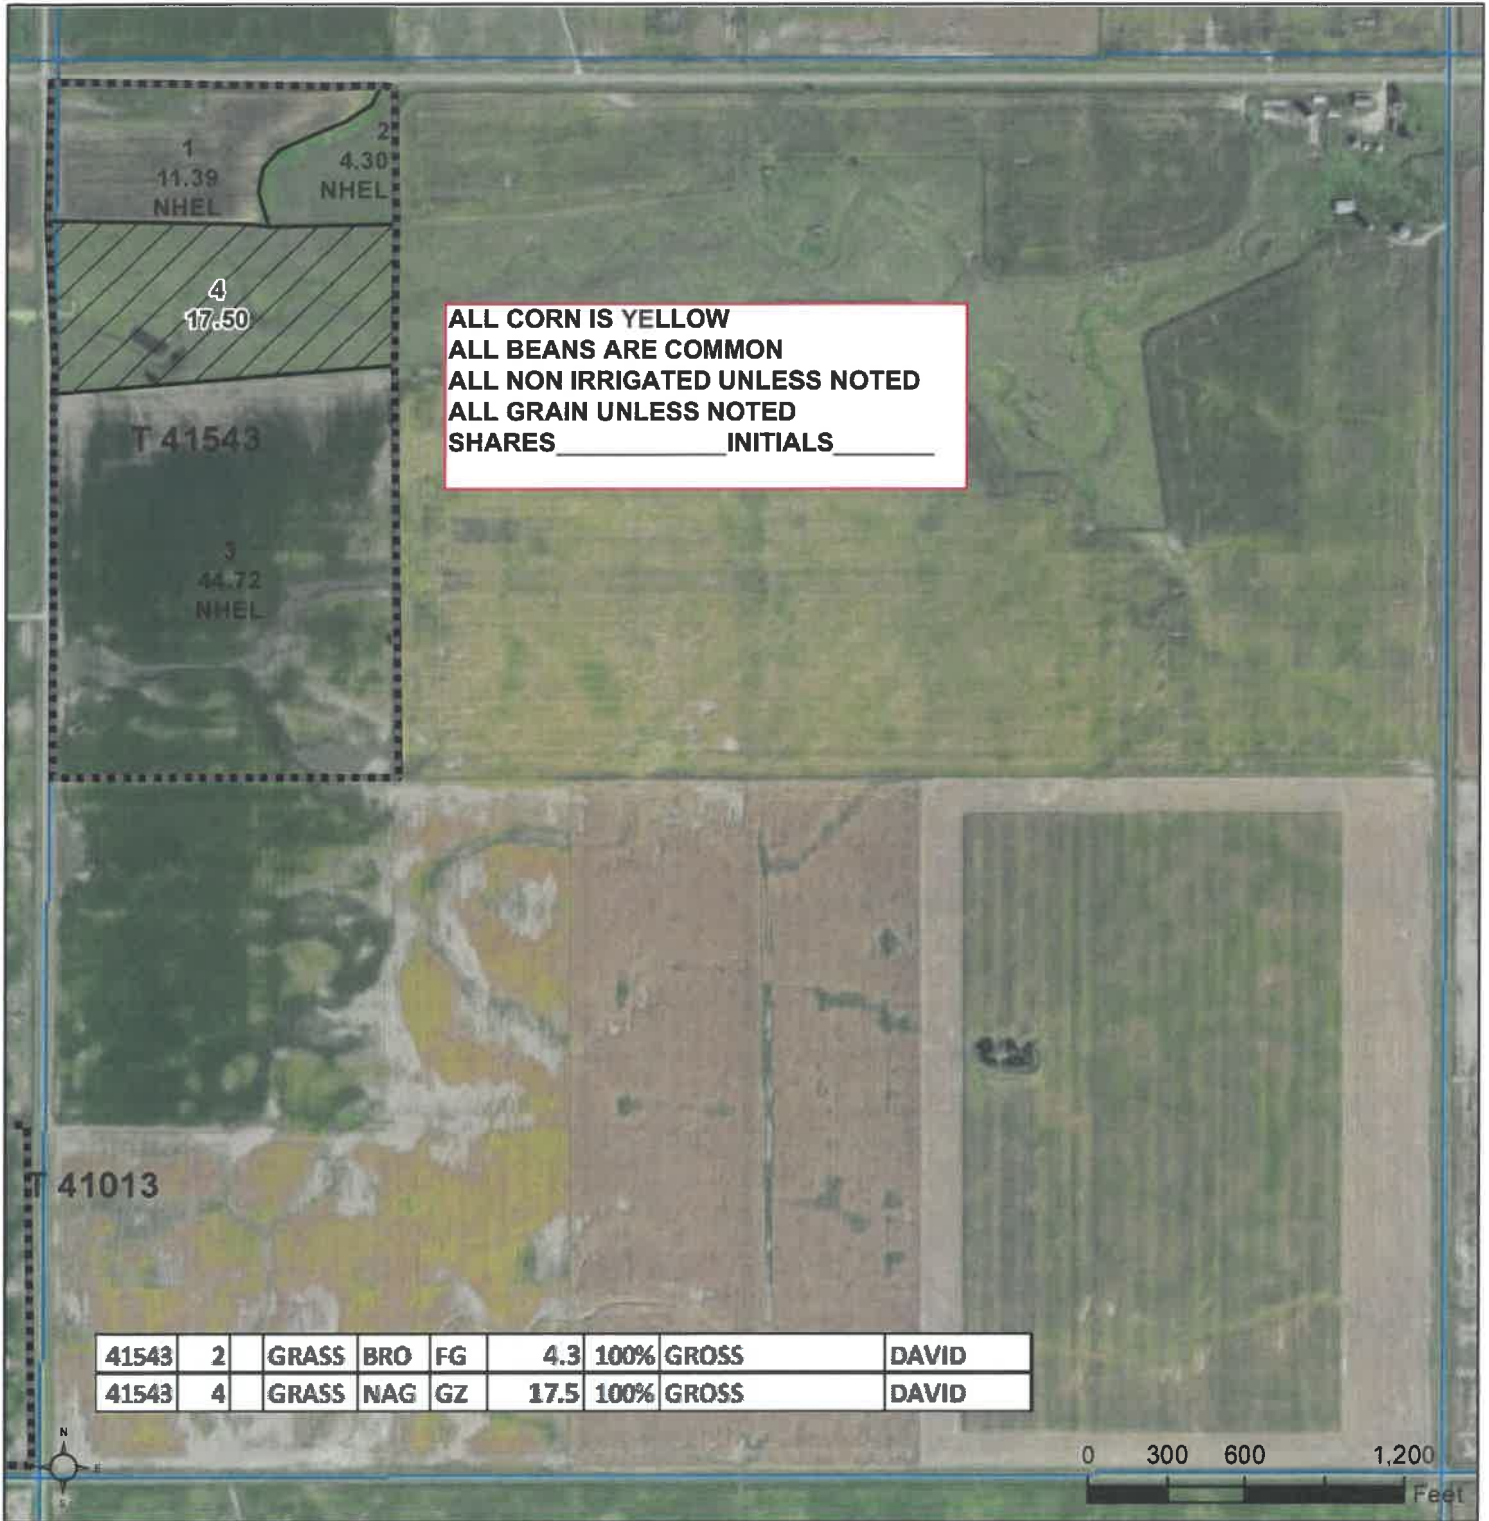 1
11.39
NHEL
2
4.30
NHEL
4
17.50
T 41543
3
44.72
NHEL
ALL CORN IS YELLOW
ALL BEANS ARE COMMON
ALL NON IRRIGATED UNLESS NOTED
ALL GRAIN UNLESS NOTED
SHARES____________INITIALS_______
T 41013
41543 2 GRASS BRO FG 4.3 100% GROSS DAVID
41543 4 GRASS NAG GZ 17.5 100% GROSS DAVID
N
E
S
0 300 600 1,200
Feet